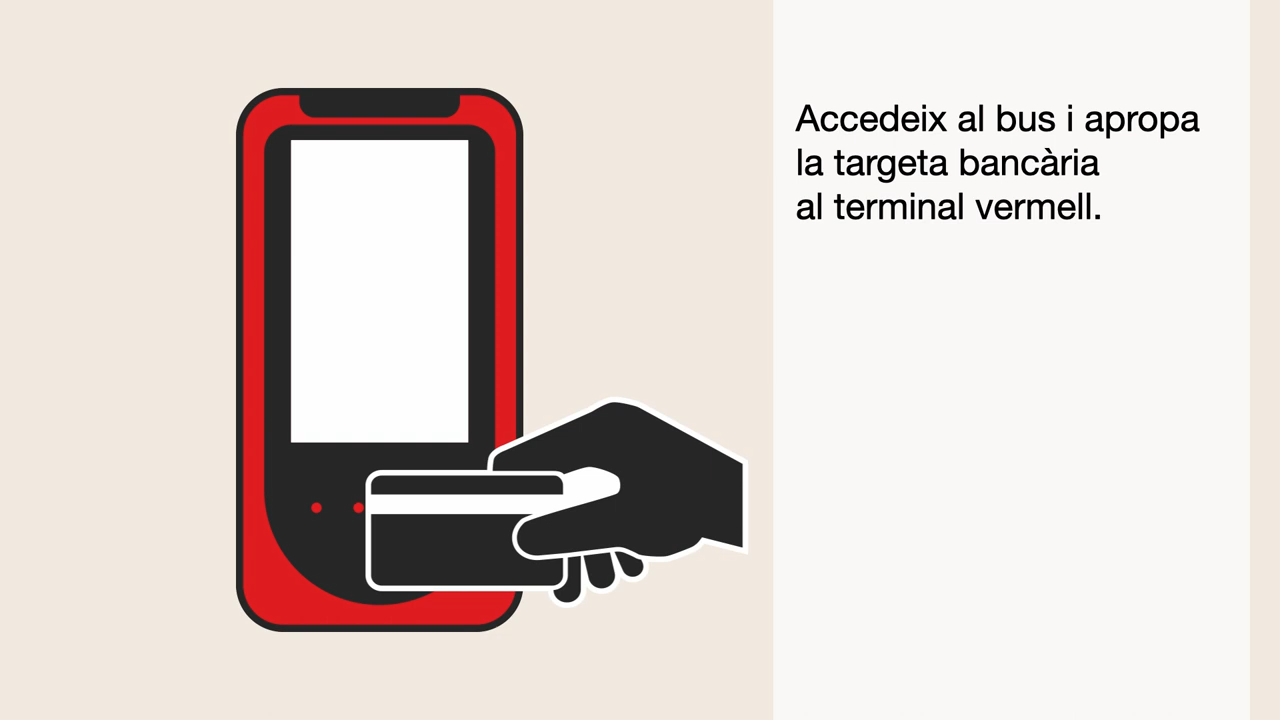 Accedeix al bus i apropa
la targeta bancària
al terminal vermell.